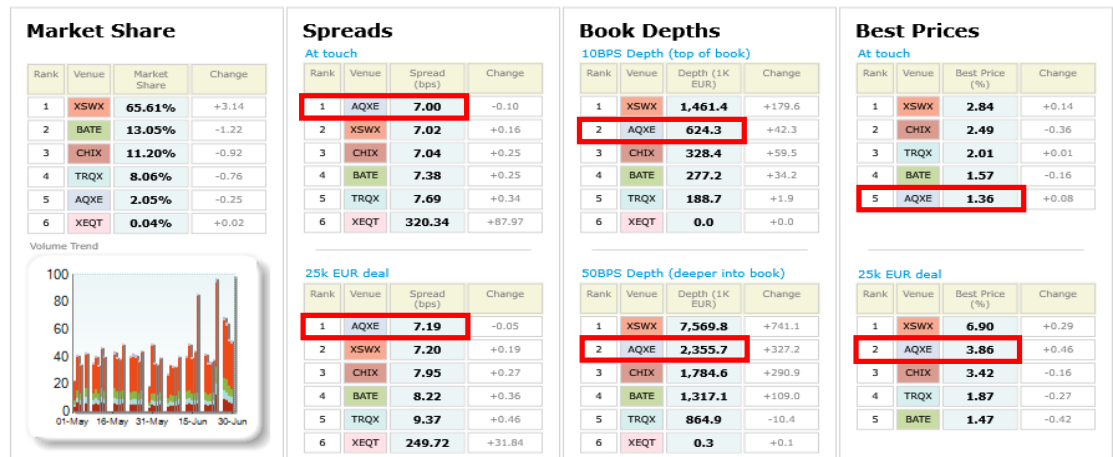 Market Share
Rank Venue Market Share Change
1 XSWX 65.61% +3.14
2 BATE 13.05% -1.22
3 CHIX 11.20% -0.92
4 TRQX 8.06% -0.76
5 AQXE 2.05% -0.25
6 XEQT 0.04% +0.02
Volume Trend
100
80
60
40
20
0
01-May 16-May 31-May 15-Jun 30-Jun
Spreads
At touch
Rank Venue Spread (bps) Change
1 AQXE 7.00 -0.10
2 XSWX 7.02 +0.16
3 CHIX 7.04 +0.25
4 BATE 7.38 +0.25
5 TRQX 7.69 +0.34
6 XEQT 320.34 +87.97
25k EUR deal
Rank Venue Spread (bps) Change
1 AQXE 7.19 -0.05
2 XSWX 7.20 +0.19
3 CHIX 7.95 +0.27
4 BATE 8.22 +0.36
5 TRQX 9.37 +0.46
6 XEQT 249.72 +31.84
Book Depths
10BPS Depth (top of book)
Rank Venue Depth (1K EUR) Change
1 XSWX 1,461.4 +179.6
2 AQXE 624.3 +42.3
3 CHIX 328.4 +59.5
4 BATE 277.2 +34.2
5 TRQX 188.7 +1.9
6 XEQT 0.0 +0.0
50BPS Depth (deeper into book)
Rank Venue Depth (1K EUR) Change
1 XSWX 7,569.8 +741.1
2 AQXE 2,355.7 +327.2
3 CHIX 1,784.6 +290.9
4 BATE 1,317.1 +109.0
5 TRQX 864.9 -10.4
6 XEQT 0.3 +0.1
Best Prices
At touch
Rank Venue Best Price (%) Change
1 XSWX 2.84 +0.14
2 CHIX 2.49 -0.36
3 TRQX 2.01 +0.01
4 BATE 1.57 -0.16
5 AQXE 1.36 +0.08
25k EUR deal
Rank Venue Best Price (%) Change
1 XSWX 6.90 +0.29
2 AQXE 3.86 +0.46
3 CHIX 3.42 -0.16
4 TRQX 1.87 -0.27
5 BATE 1.47 -0.42